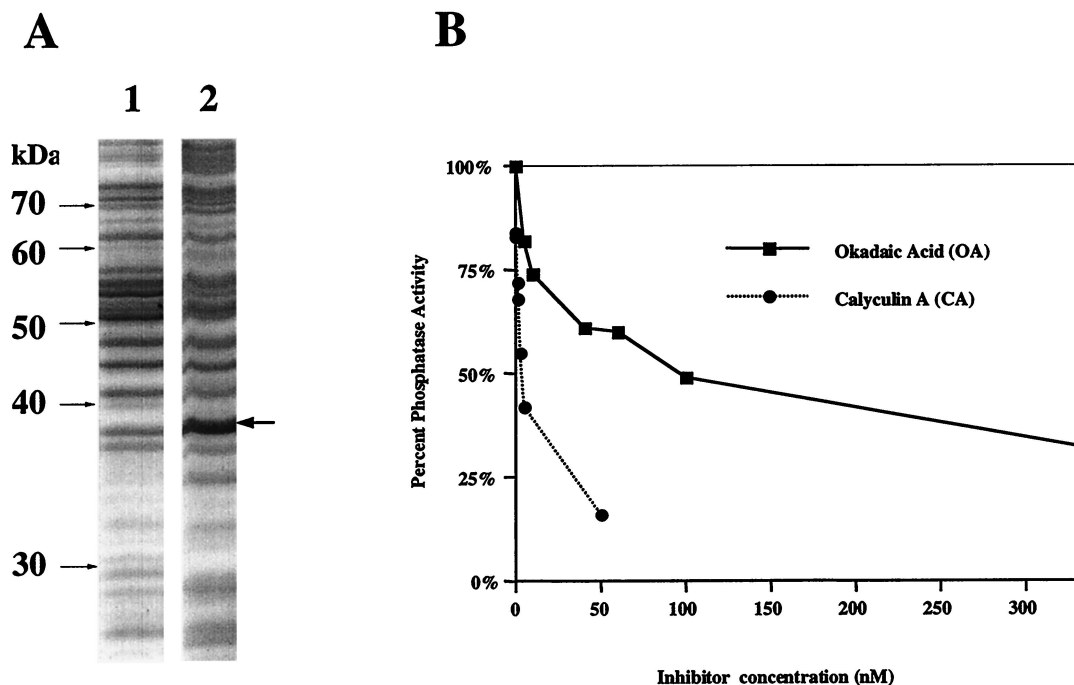 A
1 2
kDa
70
60
50
40
30
B
Percent Phosphatase Activity
100%
75%
50%
25%
0%
Okadaic Acid (OA)
Calyculin A (CA)
0 50 100 150 200 250 300
Inhibitor concentration (nM)